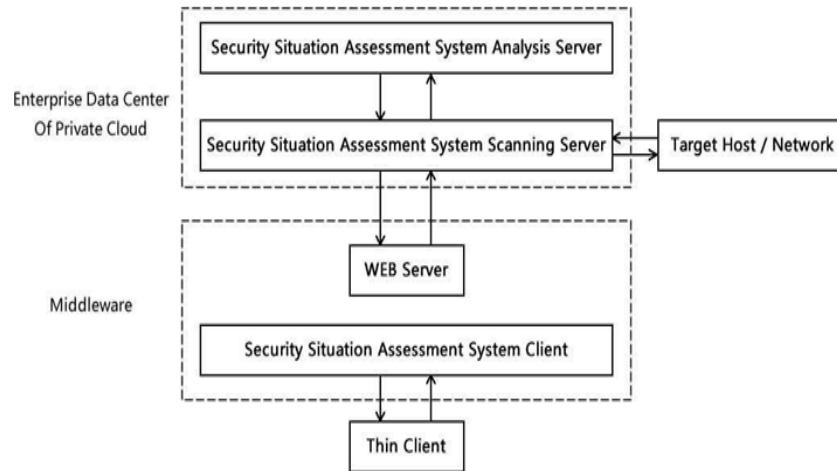 Security Situation Assessment System Analysis Server
Enterprise Data Center
Of Private Cloud
Security Situation Assessment System Scanning Server
Target Host / Network
WEB Server
Middleware
Security Situation Assessment System Client
Thin Client